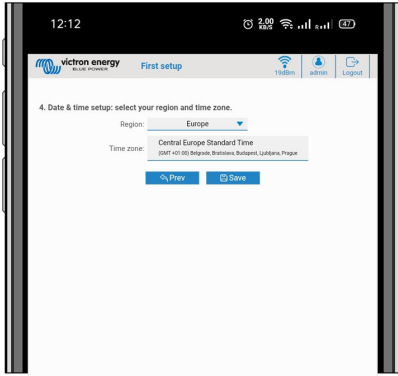 12:12
2.00
KB/S
R
47
victron energy
BLUE POWER
First setup
19dBm
admin
Logout
4. Date & time setup: select your region and time zone.
Region:
Europe
Time zone:
Central Europe Standard Time
(GMT +01:00) Belgrade, Bratislava, Budapest, Ljubljana, Prague
Prev
Save